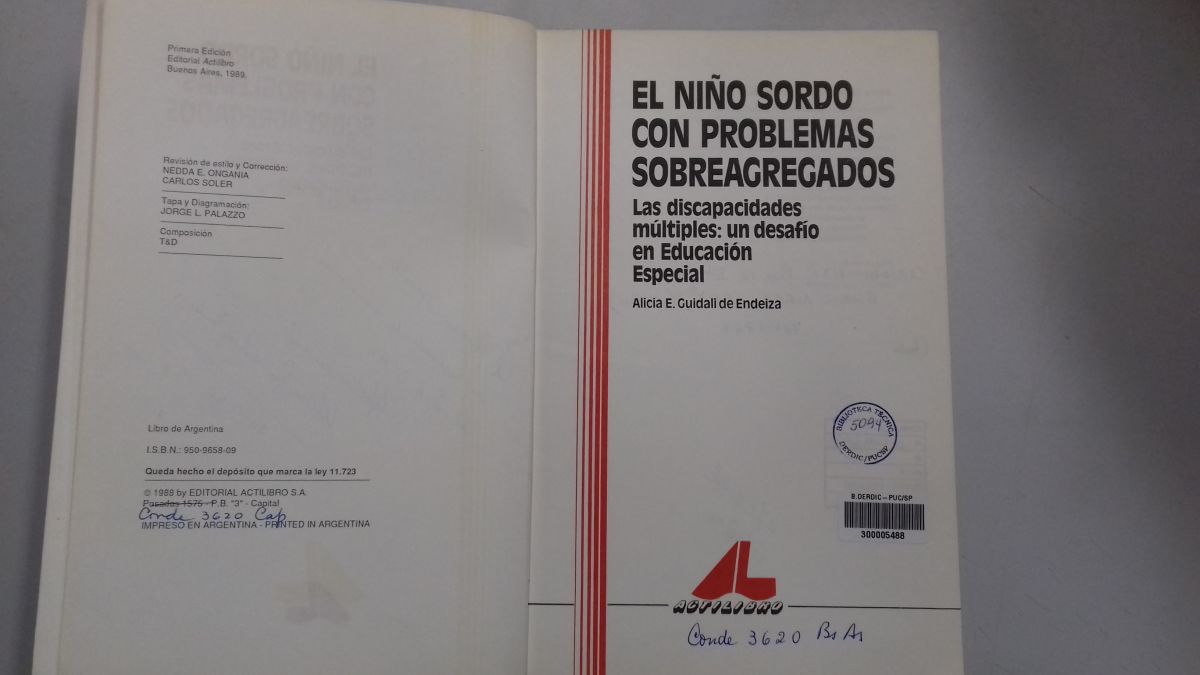 Primera Edición
Editorial Actilibro
Buenos Aires, 1989.
Revisión de estilo y Corrección:
NEDDA E. ONGANIA
CARLOS SOLER
Tapa y Diagramación:
JORGE L. PALAZZO
Composición
T&D
Libro de Argentina
I.S.B.N.: 950-9658-09
Queda hecho el depósito que marca la ley 11.723
© 1988 by EDITORIAL ACTILIBRO S.A.
Posadas 1575 - P.B. "3" - Capital
Conde 3620 Cap
IMPRESO EN ARGENTINA - PRINTED IN ARGENTINA
EL NIÑO SORDO
CON PROBLEMAS
SOBREAGREGADOS
Las discapacidades
múltiples: un desafío
en Educación
Especial
Alicia E. Guidali de Endeiza
BIBLIOTECA TÉCNICA
5094
DERDIC/PUCSP
B.DERDIC – PUC/SP
300005488
AL
ACTILIBRO
Conde 3620 Bs As